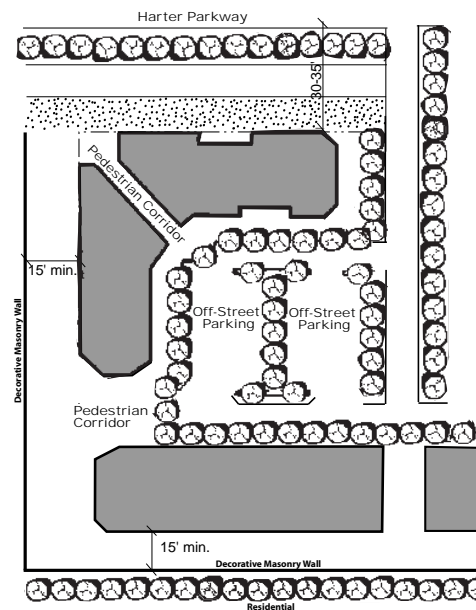 Harter Parkway
30-35'
Pedestrian Corridor
15' min.
Off-Street
Parking
Off-Street
Parking
Decorative Masonry Wall
Pedestrian
Corridor
15' min.
Decorative Masonry Wall
Residential